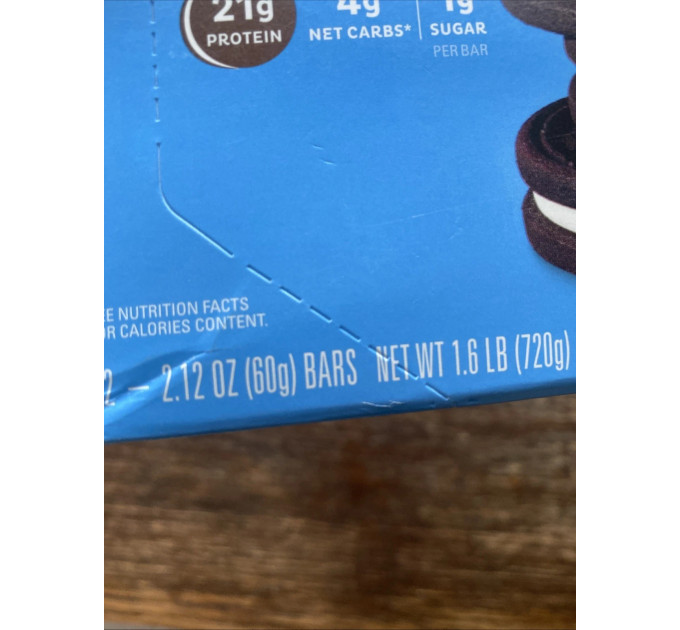 21g
PROTEIN
4g
NET CARBS*
1g
SUGAR
PER BAR
NUTRITION FACTS
CALORIES CONTENT.
2 – 2.12 OZ (60g) BARS NET WT 1.6 LB (720g)